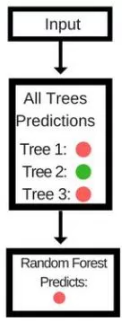 Input
All Trees
Predictions
Tree 1:
Tree 2:
Tree 3:
Random Forest
Predicts: